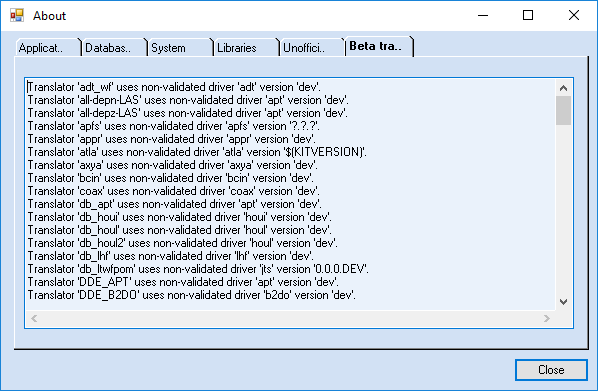 About
Applicat..
Databas..
System
Libraries
Unoffici..
Beta tra..
Translator 'adt_wf' uses non-validated driver 'adt' version 'dev'.
Translator 'all-depn-LAS' uses non-validated driver 'apt' version 'dev'.
Translator 'all-depz-LAS' uses non-validated driver 'apt' version 'dev'.
Translator 'apfs' uses non-validated driver 'apfs' version '?.?.?'.
Translator 'appr' uses non-validated driver 'appr' version 'dev'.
Translator 'atla' uses non-validated driver 'atla' version '$(KITVERSION)'.
Translator 'axya' uses non-validated driver 'axya' version 'dev'.
Translator 'bcin' uses non-validated driver 'bcin' version 'dev'.
Translator 'coax' uses non-validated driver 'coax' version 'dev'.
Translator 'db_apt' uses non-validated driver 'apt' version 'dev'.
Translator 'db_houi' uses non-validated driver 'houi' version 'dev'.
Translator 'db_houl' uses non-validated driver 'houl' version 'dev'.
Translator 'db_houl2' uses non-validated driver 'houl' version 'dev'.
Translator 'db_lhf' uses non-validated driver 'lhf' version 'dev'.
Translator 'db_ltwfpom' uses non-validated driver 'jts' version '0.0.0.DEV'.
Translator 'DDE_APT' uses non-validated driver 'apt' version 'dev'.
Translator 'DDE_B2DO' uses non-validated driver 'b2do' version 'dev'.
Close